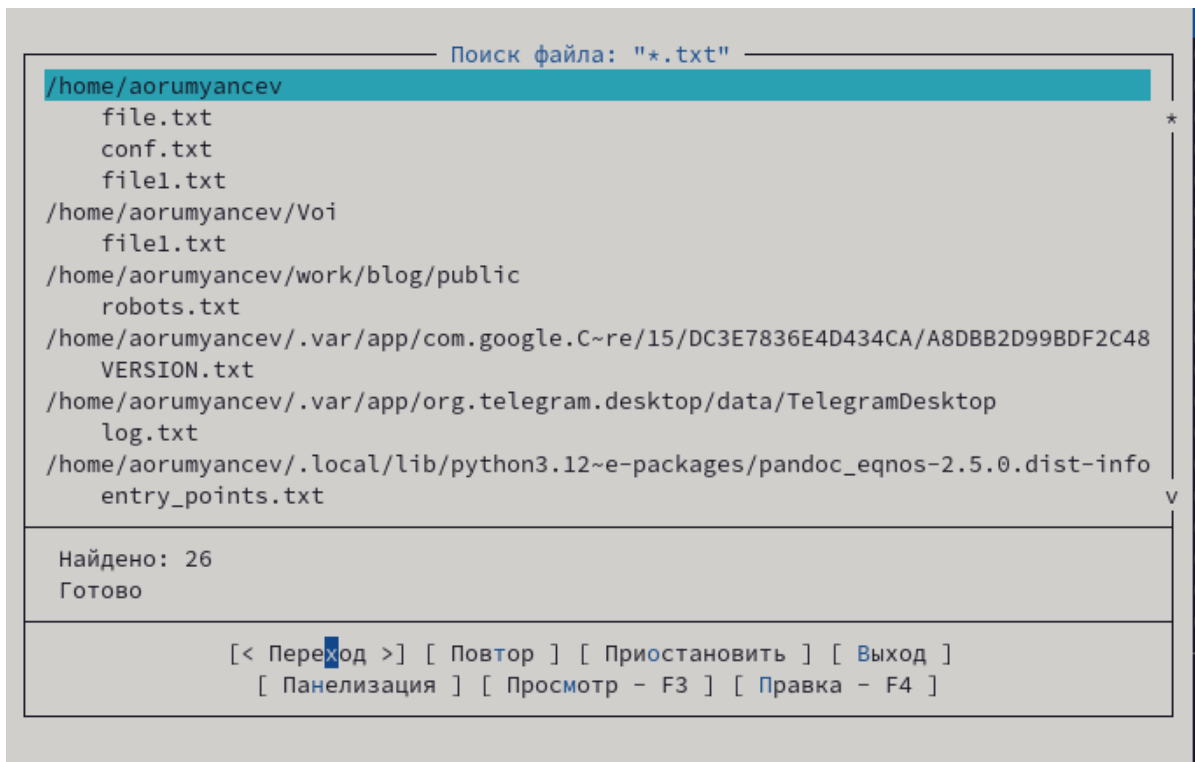 Поиск файла: "*.txt"
/home/aorumyancev
file.txt
*
conf.txt
file1.txt
/home/aorumyancev/Voi
file1.txt
/home/aorumyancev/work/blog/public
robots.txt
/home/aorumyancev/.var/app/com.google.C~re/15/DC3E7836E4D434CA/A8DBB2D99BDF2C48
VERSION.txt
/home/aorumyancev/.var/app/org.telegram.desktop/data/TelegramDesktop
log.txt
/home/aorumyancev/.local/lib/python3.12~e-packages/pandoc_eqnos-2.5.0.dist-info
entry_points.txt
v
Найдено: 26
Готово
[< Переход >] [ Повтор ] [ Приостановить ] [ Выход ]
[ Панелизация ] [ Просмотр - F3 ] [ Правка - F4 ]